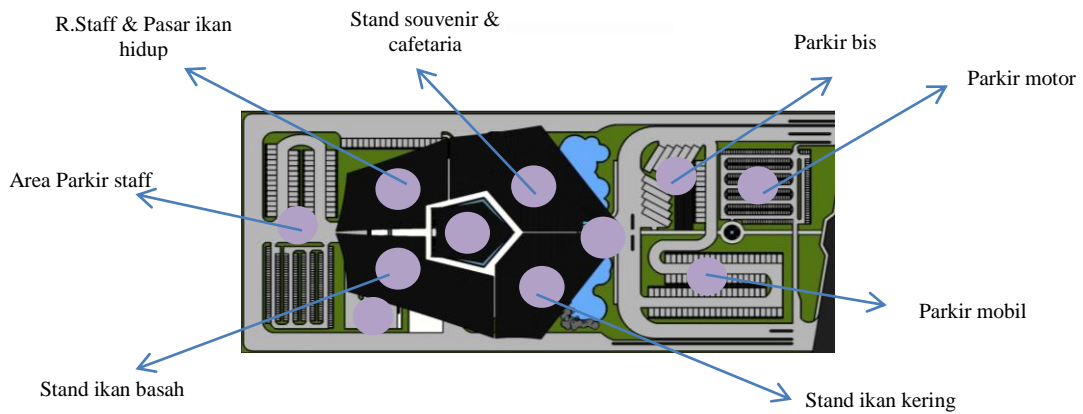 R.Staff & Pasar ikan
hidup
Stand souvenir &
cafetaria
Parkir bis
Parkir motor
Area Parkir staff
Parkir mobil
Stand ikan basah
Stand ikan kering